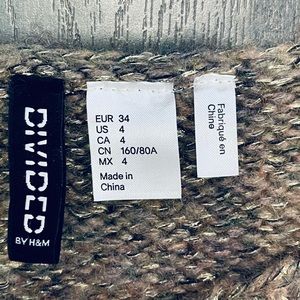 DIVIDED
BY H&M
EUR 34
US 4
CA 4
CN 160/80A
MX 4
Made in
China
Fabriqué en
Chine